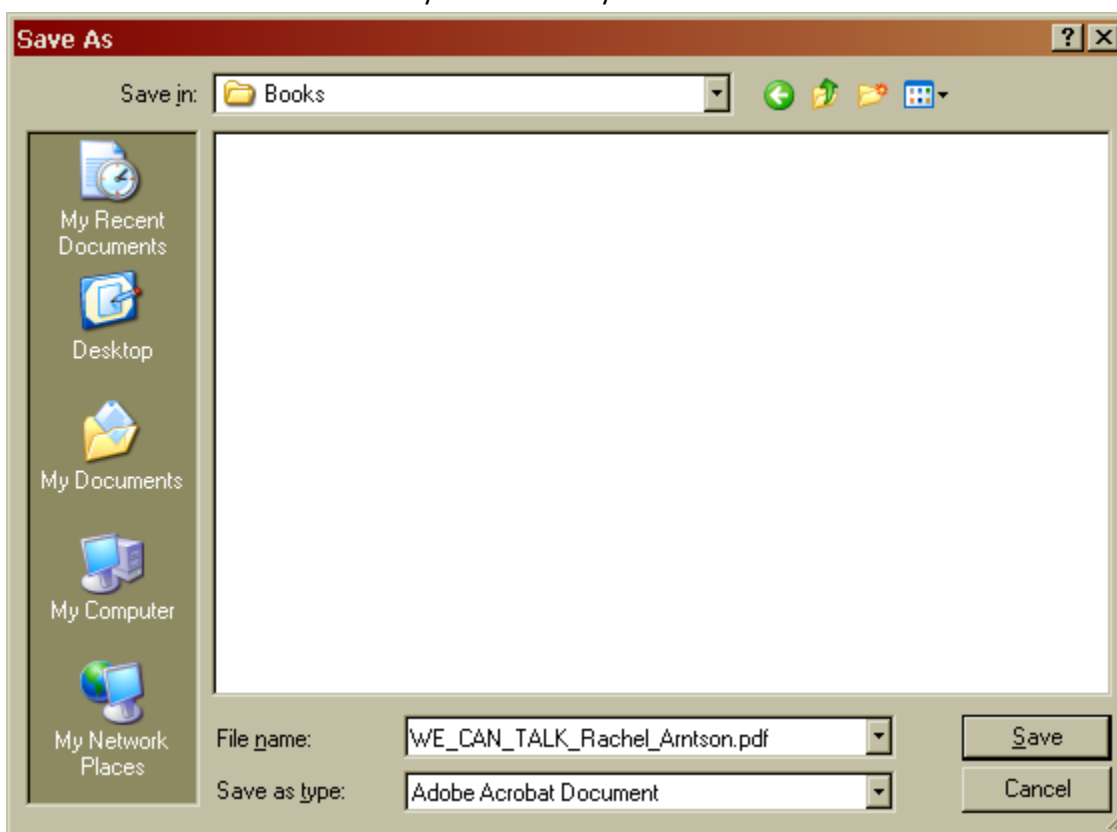 Save As
Save in: Books
My Recent
Documents
Desktop
My Documents
My Computer
My Network
Places
File name: WE_CAN_TALK_Rachel_Arntson.pdf Save
Save as type: Adobe Acrobat Document Cancel